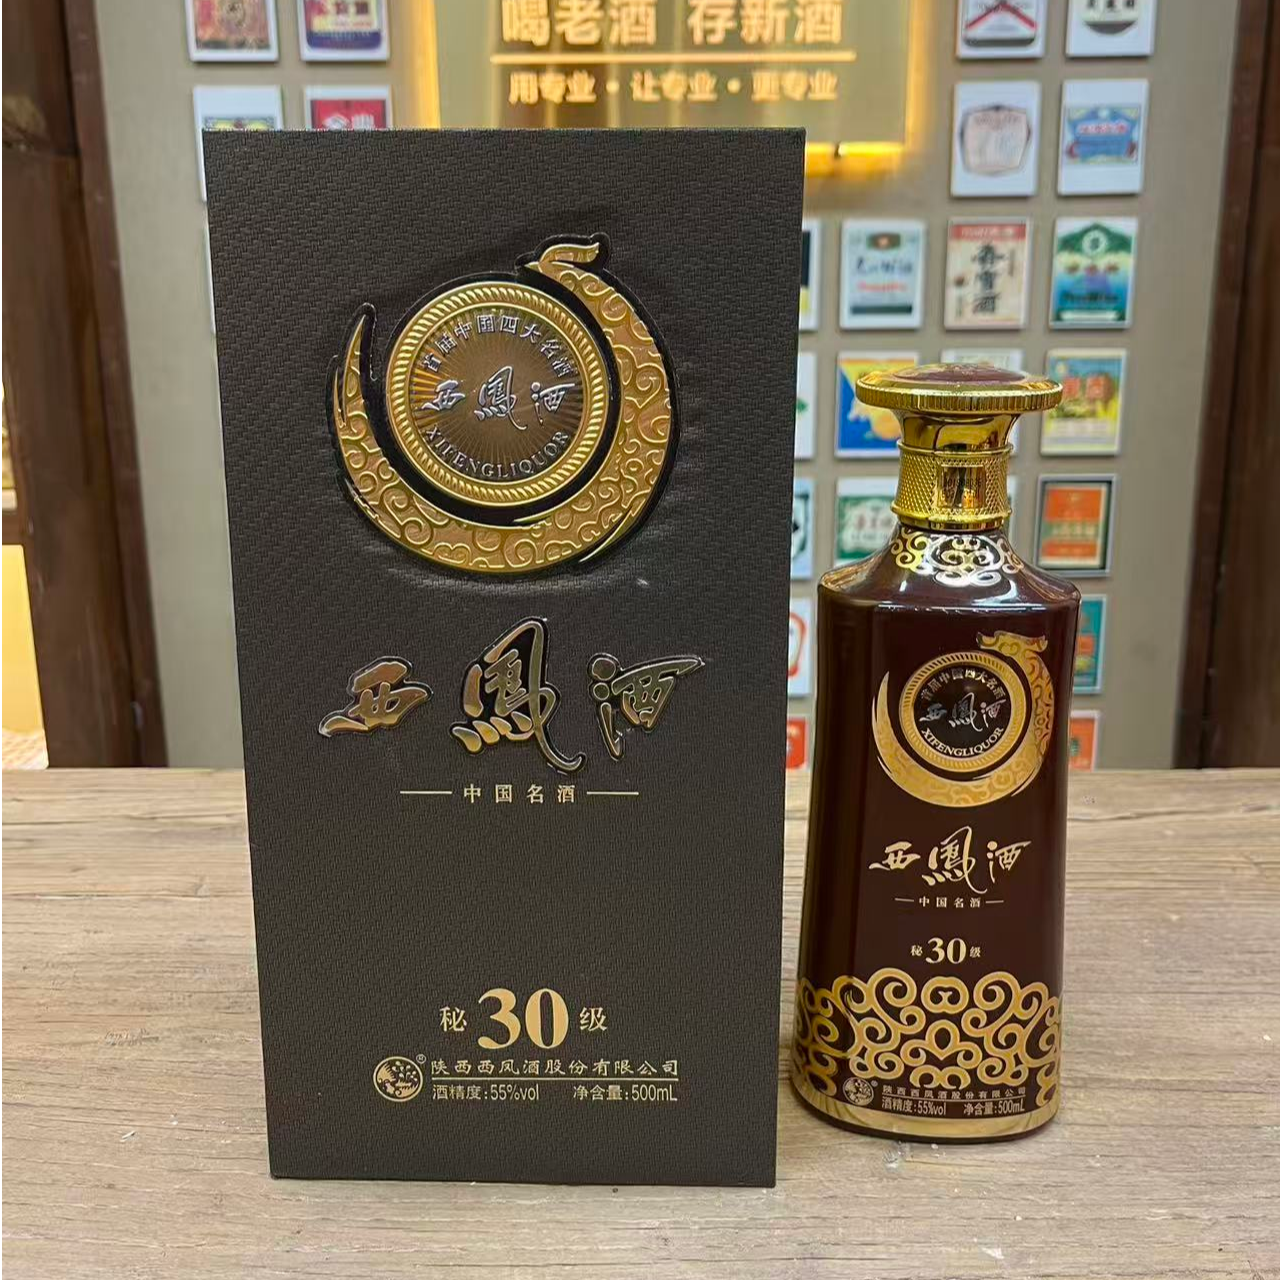 喝老酒 存新酒
用专业·让专业·更专业
首届中国四大名酒
西鳳酒
XIFENGLIQUOR
西鳳酒
中国名酒
秘30级
陕西西凤酒股份有限公司
酒精度:55%vol 净含量:500mL
首届中国四大名酒
西鳳酒
XIFENGLIQUOR
西鳳酒
中国名酒
秘30级
陕西西凤酒股份有限公司
酒精度:55%vol 净含量:500mL